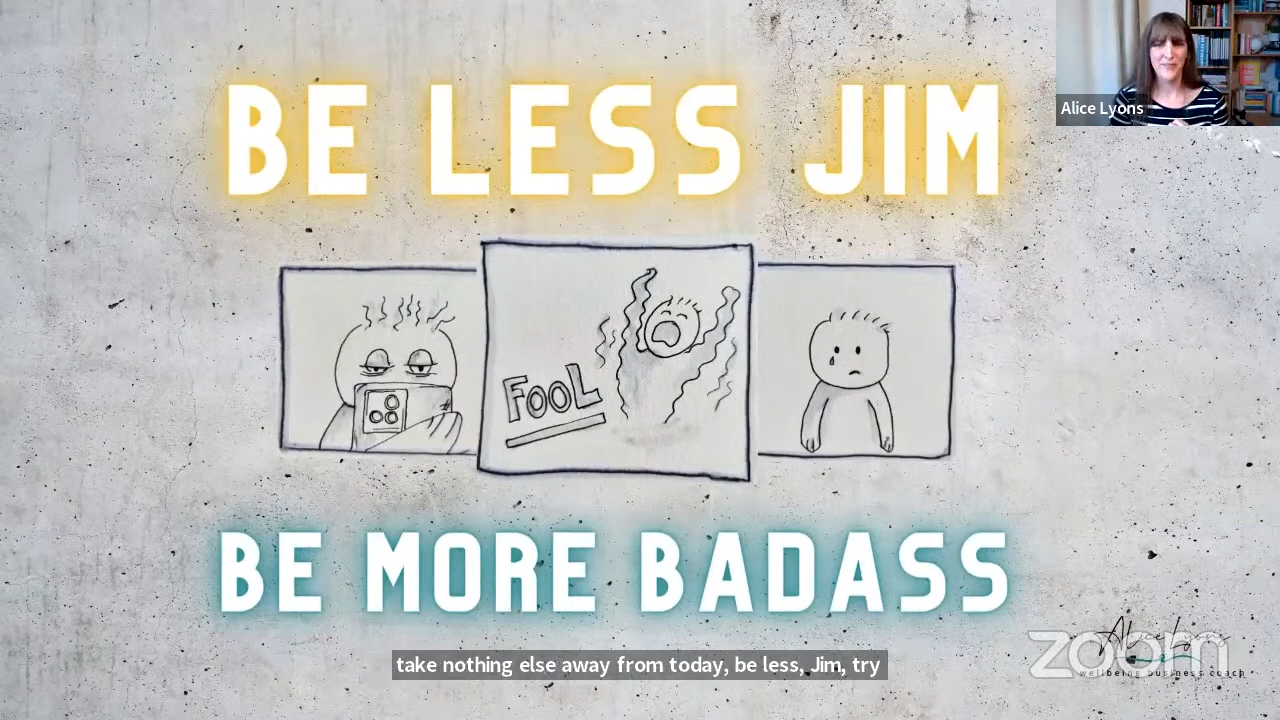 BE LESS JIM
Alice Lyons
FOOL
BE MORE BADASS
zoom
wellbeing business coach
take nothing else away from today, be less, Jim, try